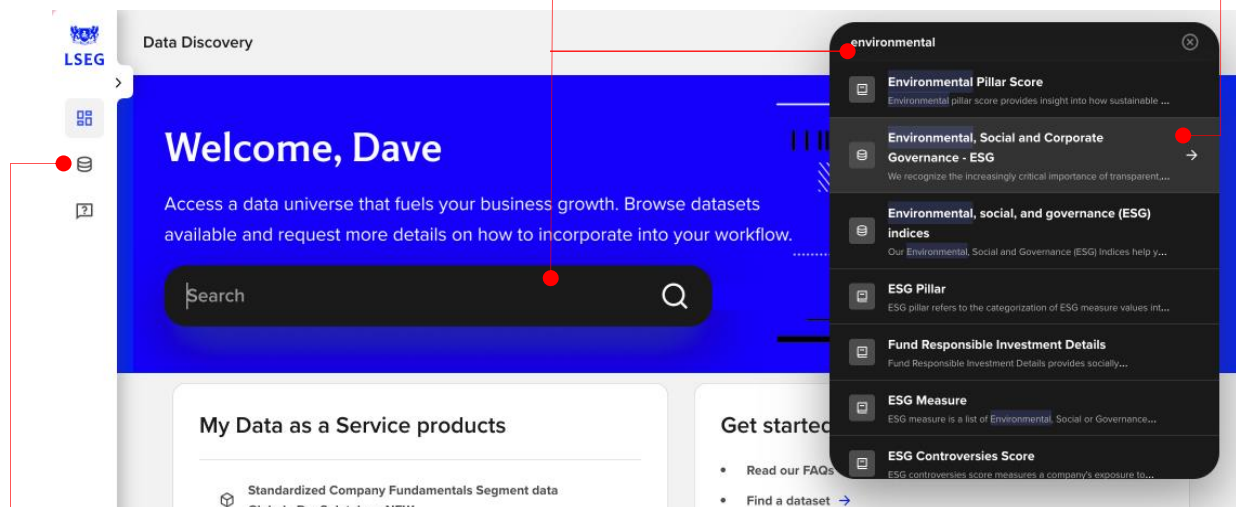 LSEG
Data Discovery
Welcome, Dave
Access a data universe that fuels your business growth. Browse datasets
available and request more details on how to incorporate into your workflow.
Search
My Data as a Service products
Standardized Company Fundamentals Segment data
Get started
Read our FAQs
Find a dataset →
environmental
Environmental Pillar Score
Environmental pillar score provides insight into how sustainable ...
Environmental, Social and Corporate
Governance - ESG
We recognize the increasingly critical importance of transparent,...
Environmental, social, and governance (ESG)
indices
Our Environmental, Social and Governance (ESG) Indices help y...
ESG Pillar
ESG pillar refers to the categorization of ESG measure values int...
Fund Responsible Investment Details
Fund Responsible Investment Details provides socially...
ESG Measure
ESG measure is a list of Environmental, Social or Governance...
ESG Controversies Score
ESG controversies score measures a company's exposure to...